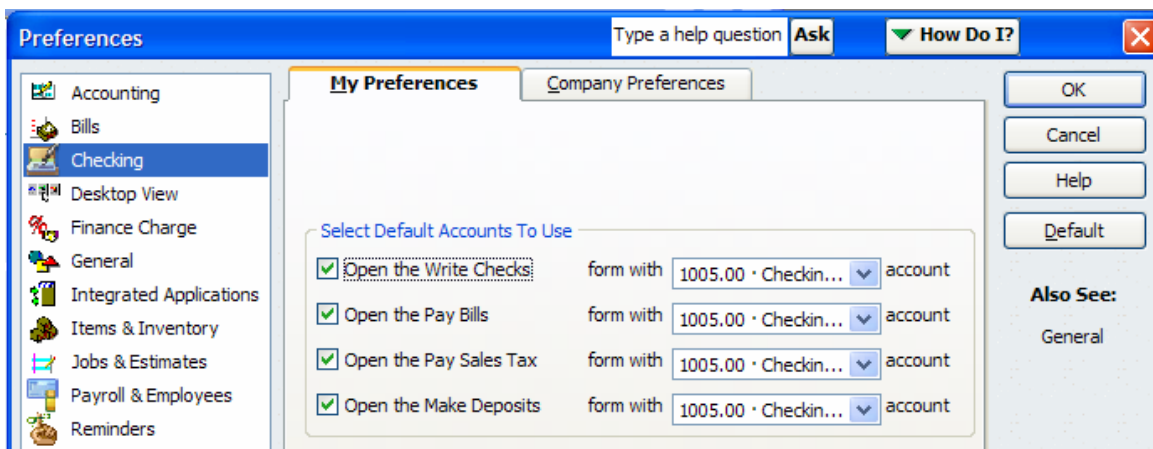 Preferences
Type a help question Ask
How Do I?
Accounting
Bills
Checking
Desktop View
Finance Charge
General
Integrated Applications
Items & Inventory
Jobs & Estimates
Payroll & Employees
Reminders
My Preferences
Company Preferences
Select Default Accounts To Use
Open the Write Checks form with 1005.00 · Checkin... account
Open the Pay Bills form with 1005.00 · Checkin... account
Open the Pay Sales Tax form with 1005.00 · Checkin... account
Open the Make Deposits form with 1005.00 · Checkin... account
OK
Cancel
Help
Default
Also See:
General